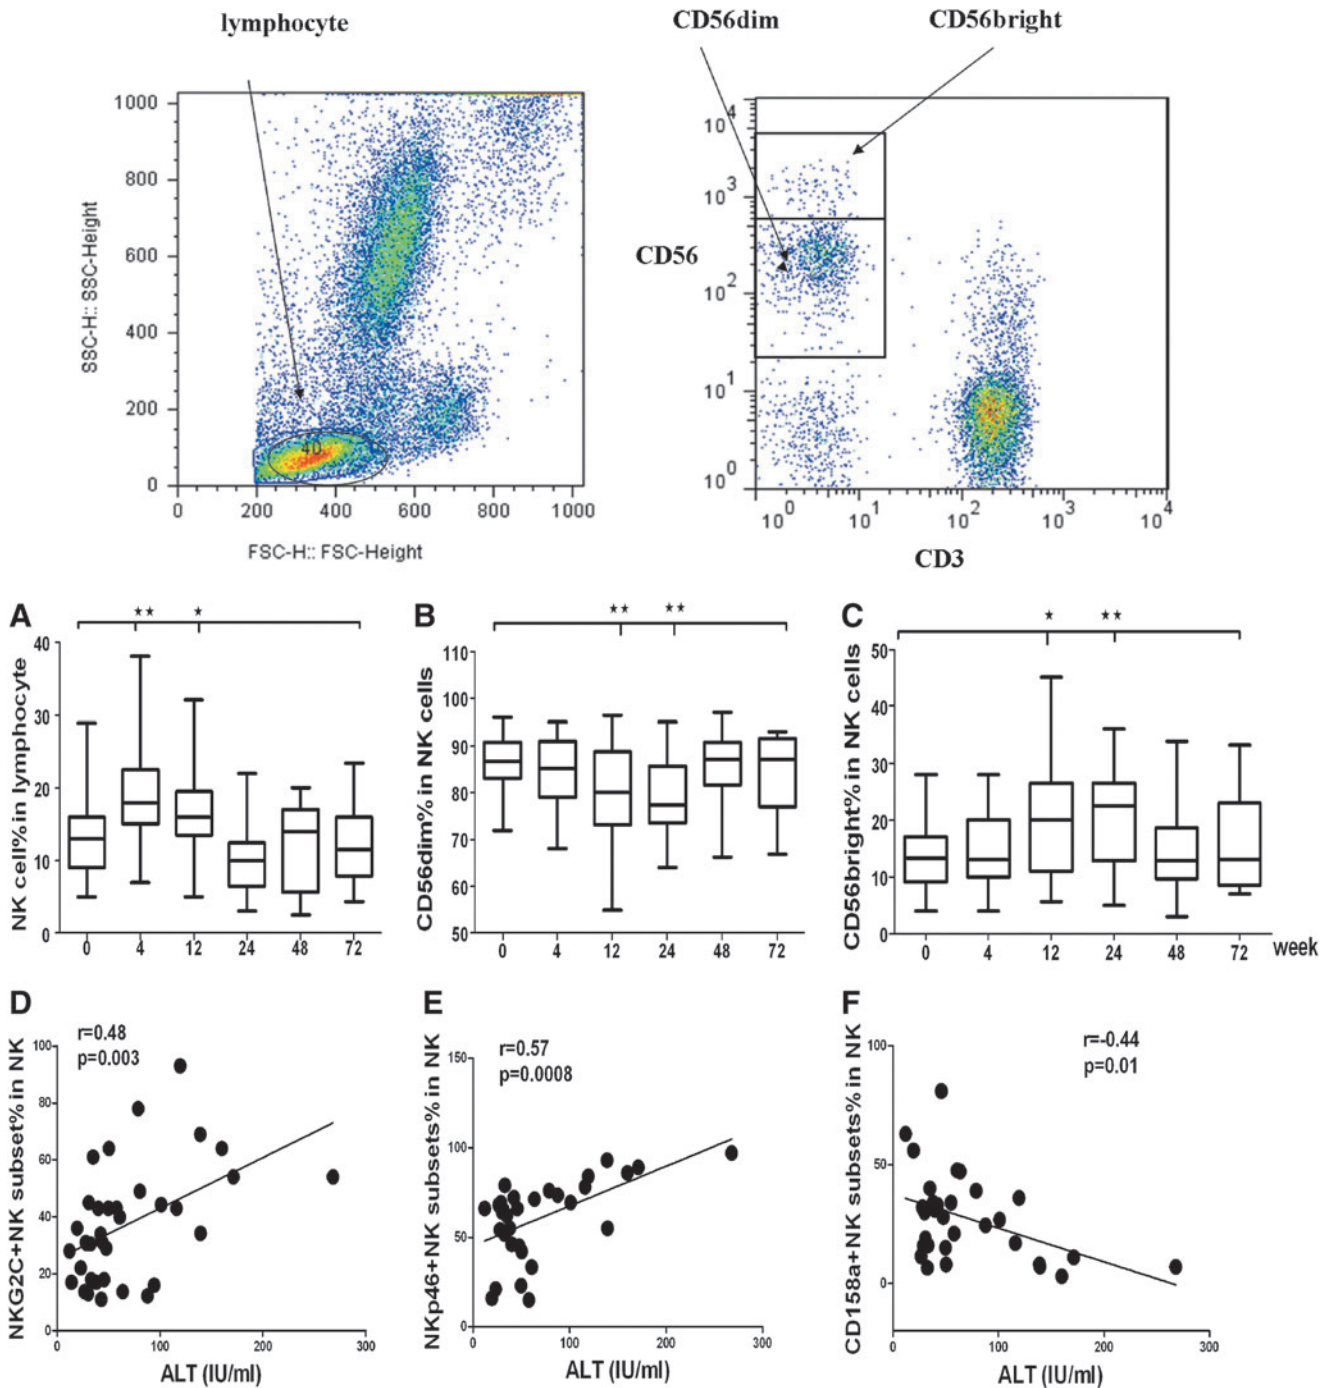 lymphocyte
CD56dim
CD56bright
1000
800
600
400
200
0
SSC-H:: SSC-Height
40
0 200 400 600 800 1000
FSC-H:: FSC-Height
CD56
10^4
10^3
10^2
10^1
10^0
10^0 10^1 10^2 10^3 10^4
CD3
A
★★ ★
NK cell% in lymphocyte
40
30
20
10
0
0 4 12 24 48 72
B
★★ ★★
CD56dim% in NK cells
110
100
90
80
70
60
50
0 4 12 24 48 72
C
★ ★★
CD56bright% in NK cells
50
40
30
20
10
0
0 4 12 24 48 72 week
D
r=0.48
p=0.003
NKG2C+NK subset% in NK
100
80
60
40
20
0
0 100 200 300
ALT (IU/ml)
E
r=0.57
p=0.0008
NKp46+NK subsets% in NK
150
100
50
0
0 100 200 300
ALT (IU/ml)
F
r=-0.44
p=0.01
CD158a+NK subsets% in NK
100
50
0
0 100 200 300
ALT (IU/ml)